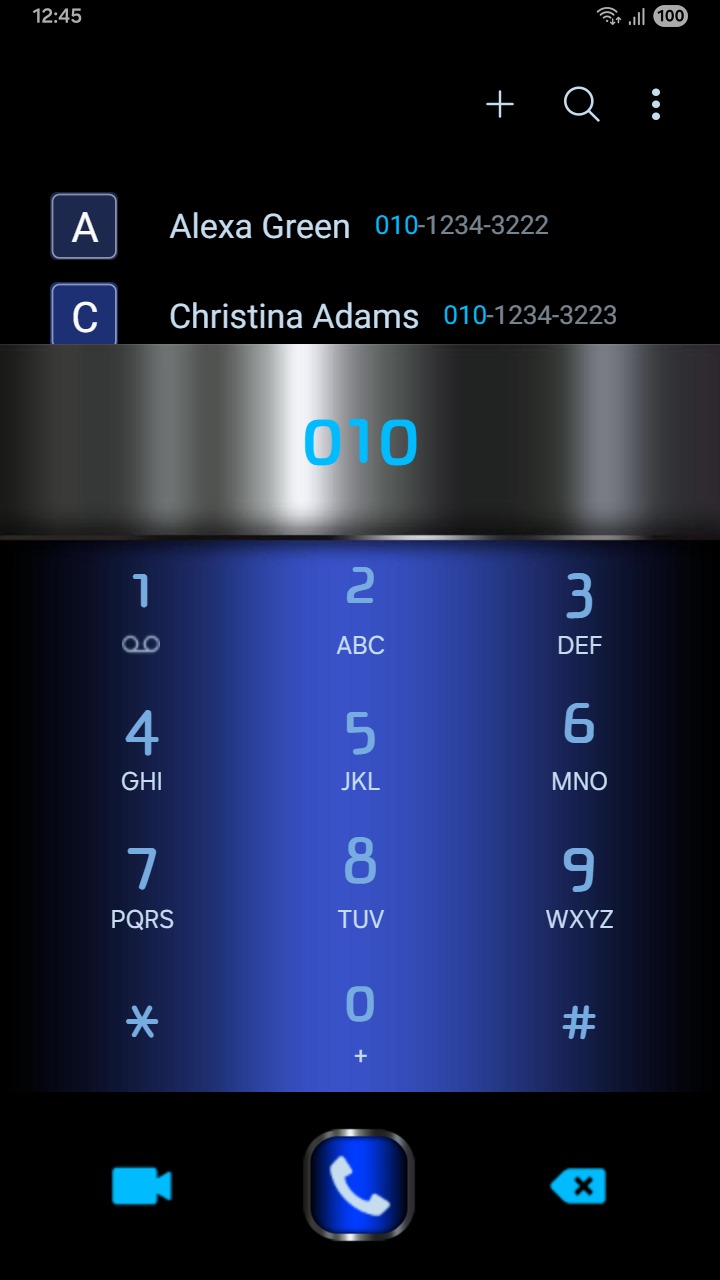 12:45 100
A Alexa Green 010-1234-3222
C Christina Adams 010-1234-3223
010
1 2 3
ABC DEF
4 5 6
GHI JKL MNO
7 8 9
PQRS TUV WXYZ
* 0 #
+